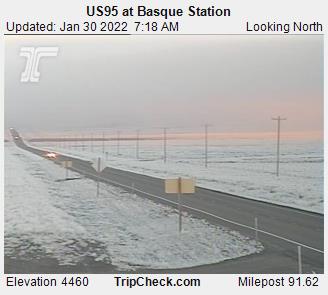 US95 at Basque Station
Updated: Jan 30 2022 7:18 AM Looking North
Elevation 4460 TripCheck.com Milepost 91.62